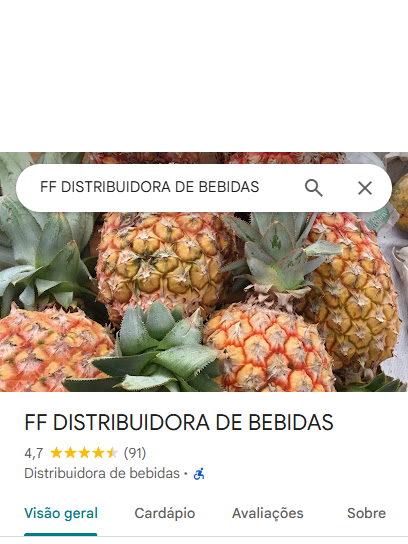 FF DISTRIBUIDORA DE BEBIDAS
FF DISTRIBUIDORA DE BEBIDAS
4,7 (91)
Distribuidora de bebidas ·
Visão geral Cardápio Avaliações Sobre